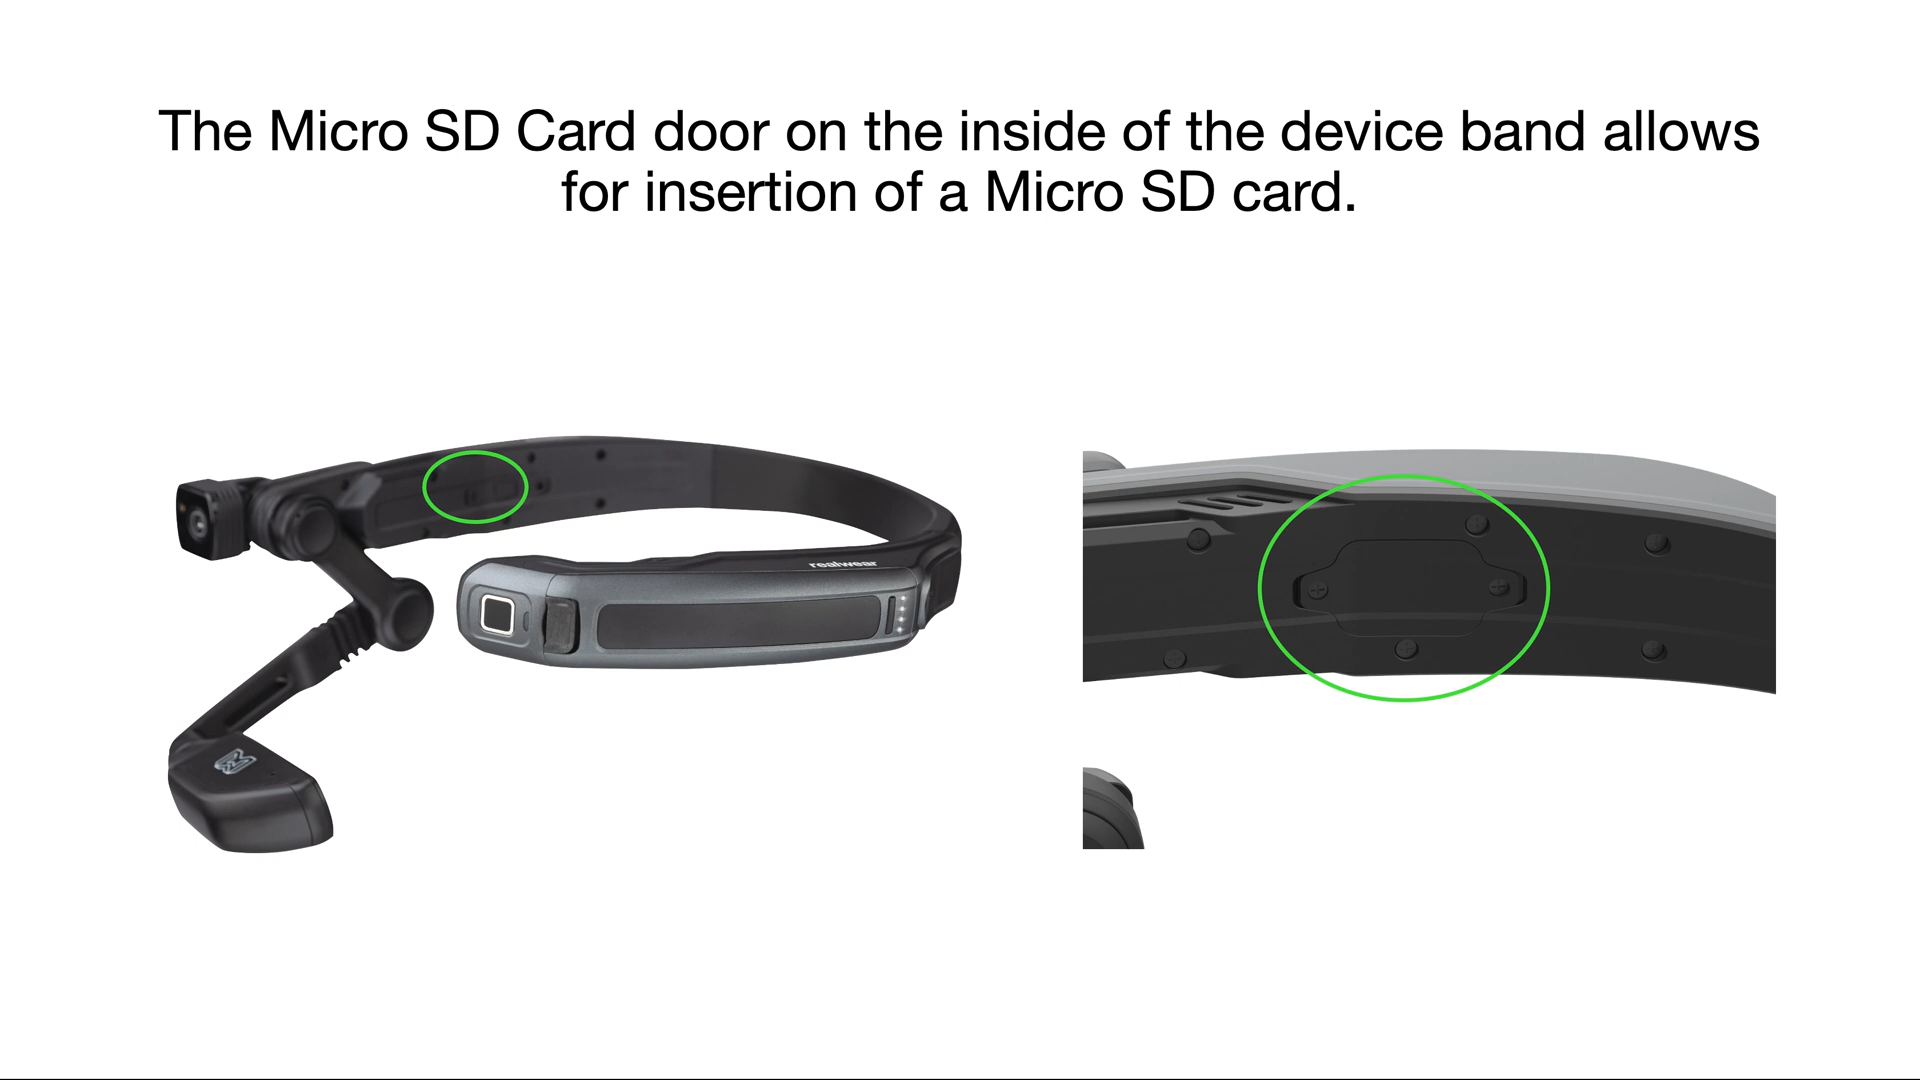 The Micro SD Card door on the inside of the device band allows
for insertion of a Micro SD card.
realwear